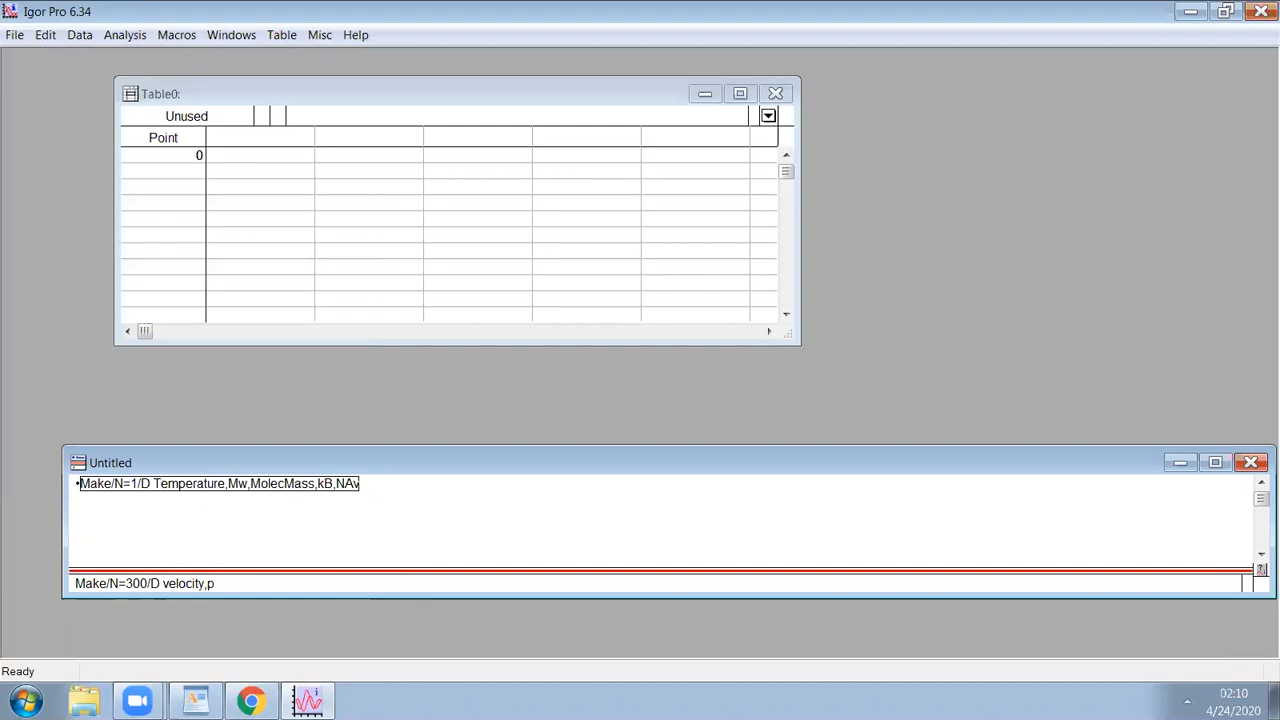 Igor Pro 6.34
File Edit Data Analysis Macros Windows Table Misc Help
Table0:
Unused
Point
0
Untitled
•Make/N=1/D Temperature,Mw,MolecMass,kB,NAv
Make/N=300/D velocity,p
Ready
02:10
4/24/2020